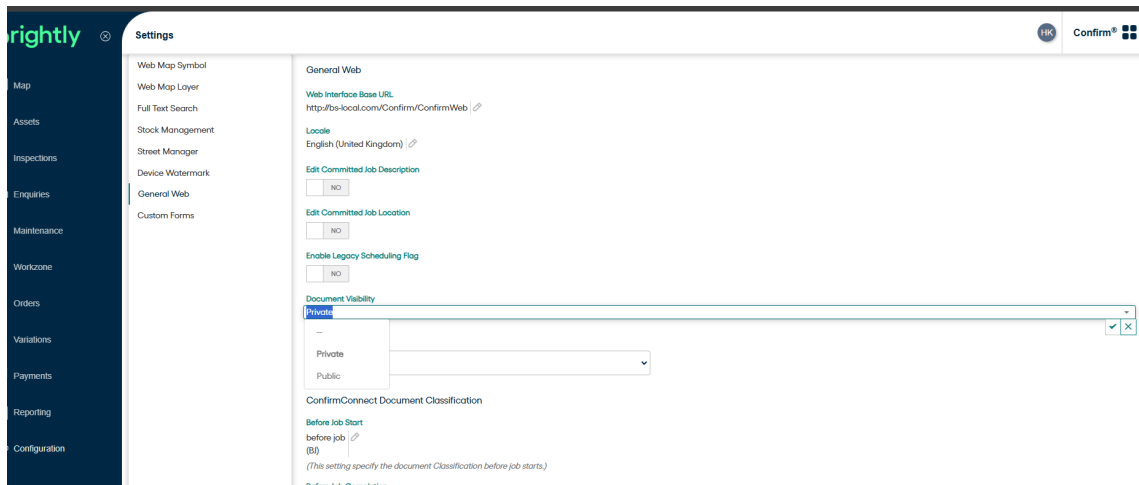 rightly
Settings
HK
Confirm®
Map
Assets
Inspections
Enquiries
Maintenance
Workzone
Orders
Variations
Payments
Reporting
Configuration
Web Map Symbol
Web Map Layer
Full Text Search
Stock Management
Street Manager
Device Watermark
General Web
Custom Forms
General Web
Web Interface Base URL
http://bs-local.com/Confirm/ConfirmWeb
Locale
English (United Kingdom)
Edit Committed Job Description
NO
Edit Committed Job Location
NO
Enable Legacy Scheduling Flag
NO
Document Visibility
Private
--
Private
Public
ConfirmConnect Document Classification
Before Job Start
before job
(BJ)
(This setting specify the document Classification before job starts.)